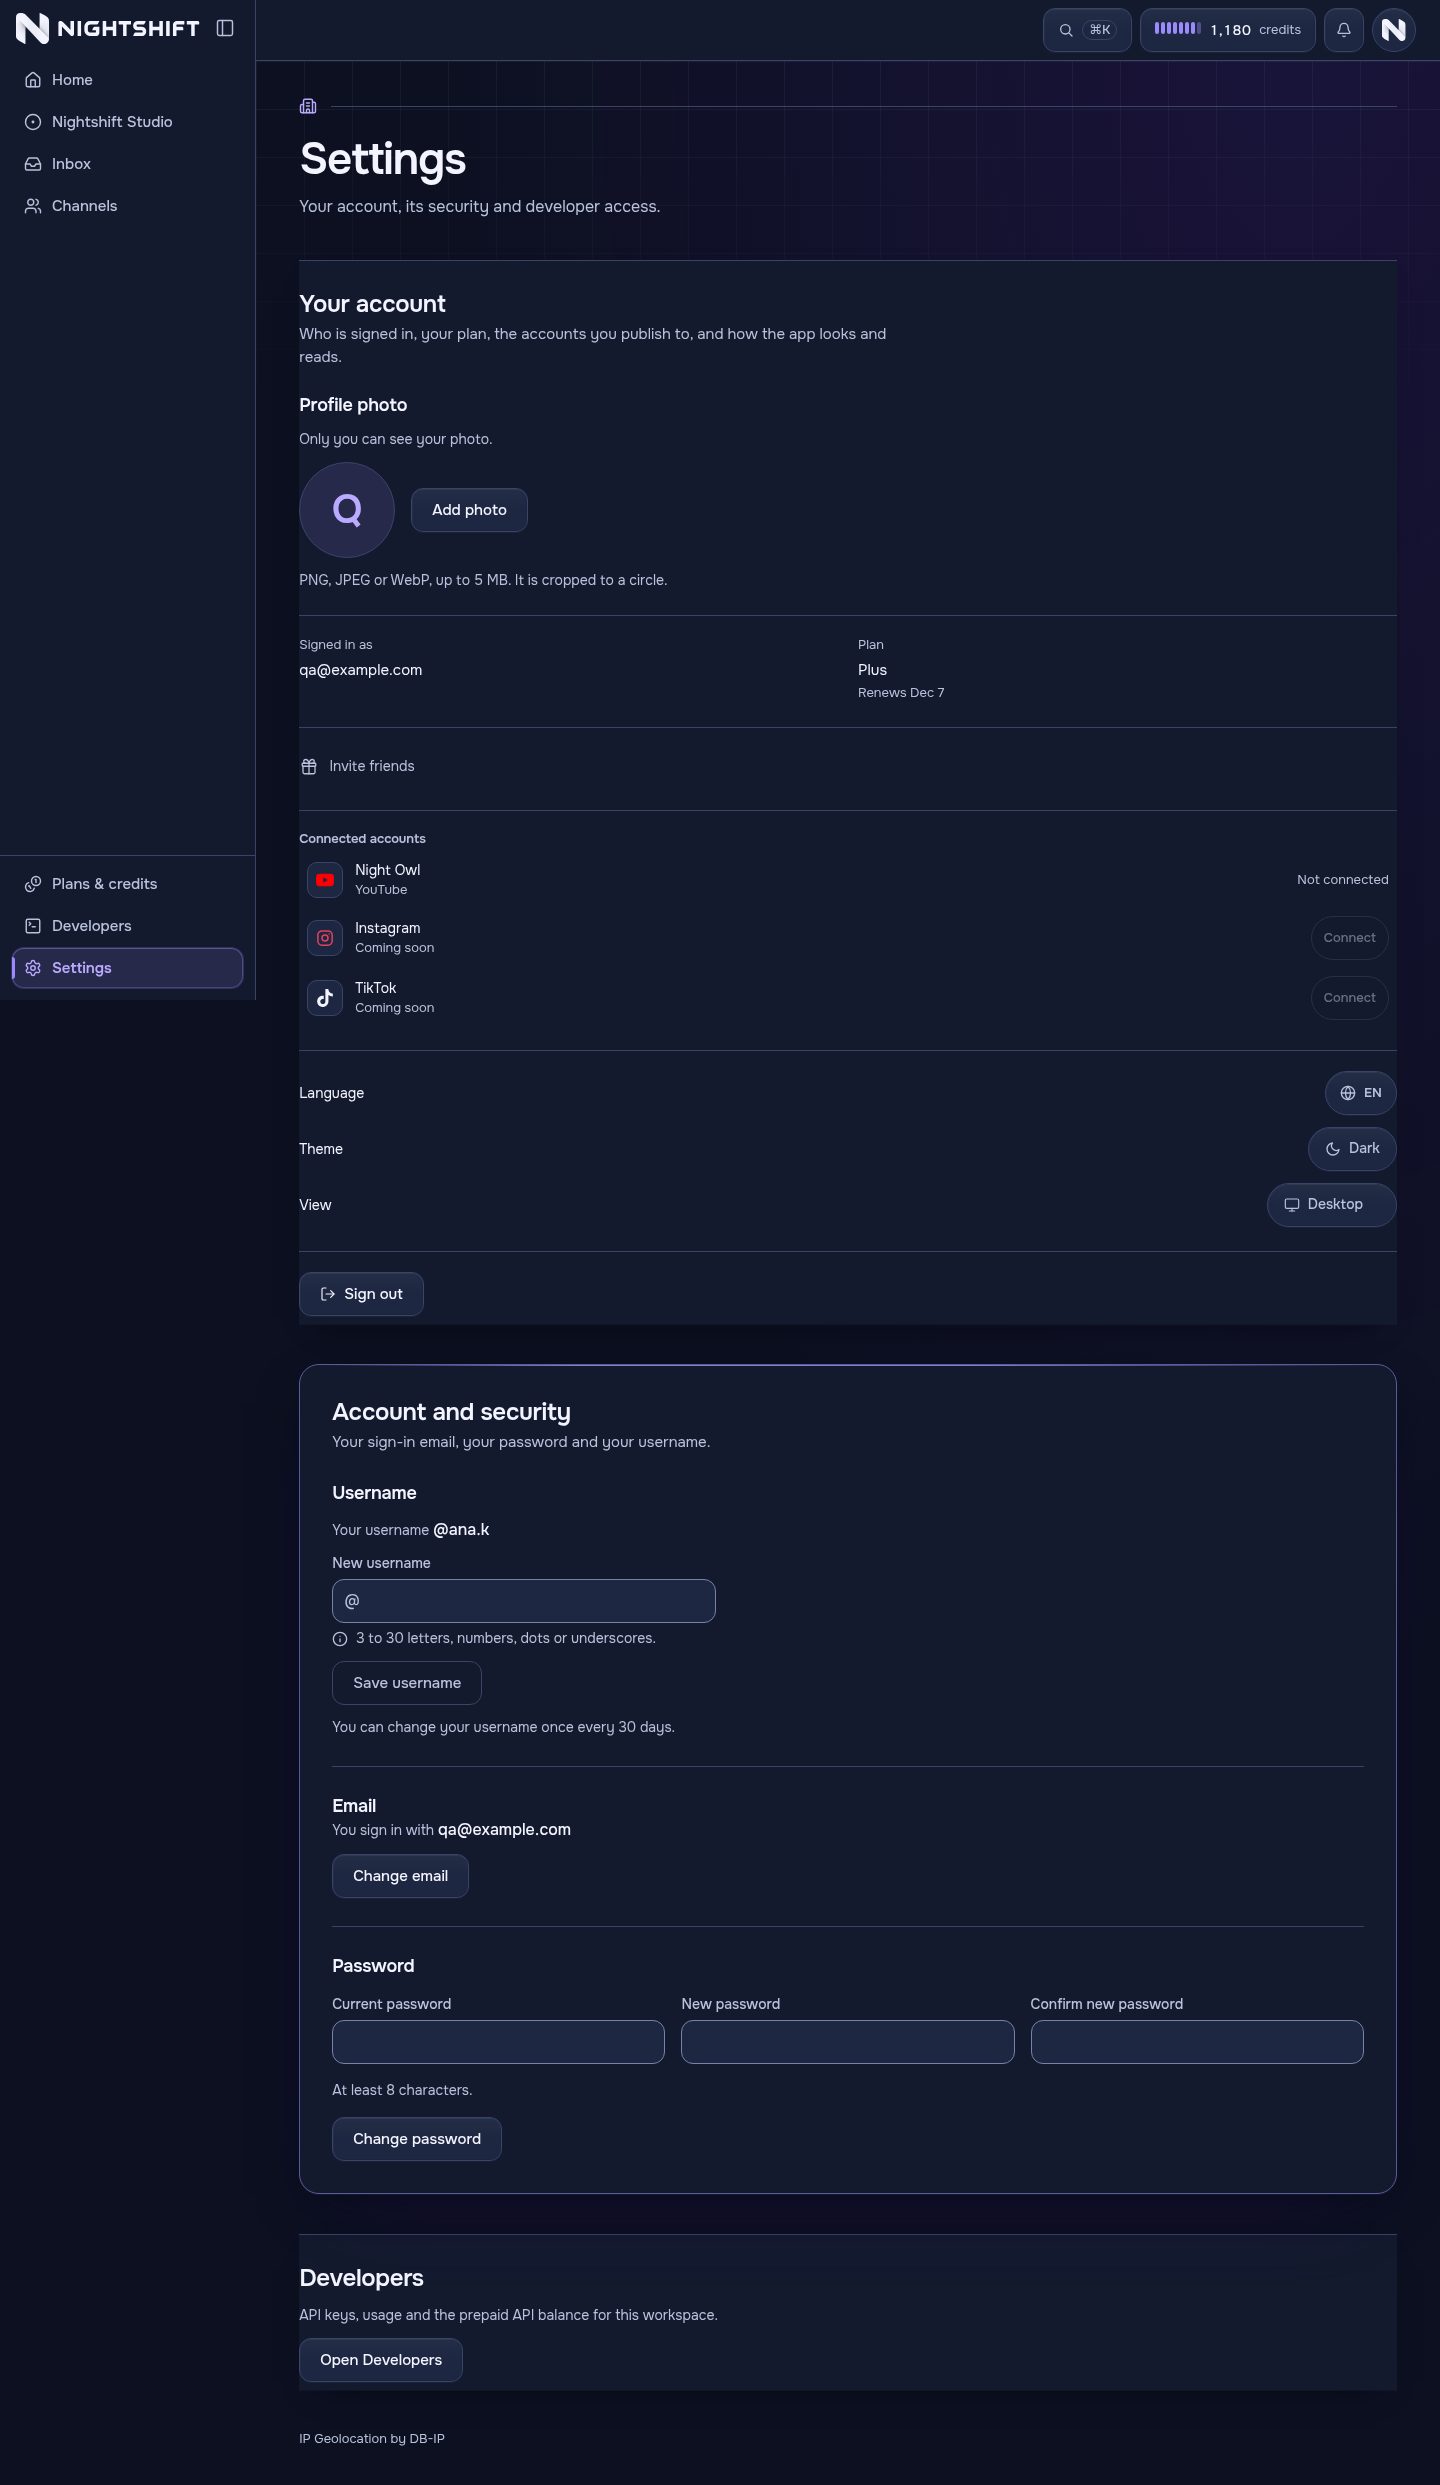 NIGHTSHIFT
⌘K
1,180 credits
Home
Nightshift Studio
Inbox
Channels
Settings
Your account, its security and developer access.
Your account
Who is signed in, your plan, the accounts you publish to, and how the app looks and
reads.
Profile photo
Only you can see your photo.
Q
Add photo
PNG, JPEG or WebP, up to 5 MB. It is cropped to a circle.
Signed in as
qa@example.com
Plan
Plus
Renews Dec 7
Invite friends
Connected accounts
Night Owl
YouTube
Not connected
Instagram
Coming soon
Connect
TikTok
Coming soon
Connect
Plans & credits
Developers
Settings
Language
EN
Theme
Dark
View
Desktop
Sign out
Account and security
Your sign-in email, your password and your username.
Username
Your username @ana.k
New username
@
3 to 30 letters, numbers, dots or underscores.
Save username
You can change your username once every 30 days.
Email
You sign in with qa@example.com
Change email
Password
Current password
New password
Confirm new password
At least 8 characters.
Change password
Developers
API keys, usage and the prepaid API balance for this workspace.
Open Developers
IP Geolocation by DB-IP